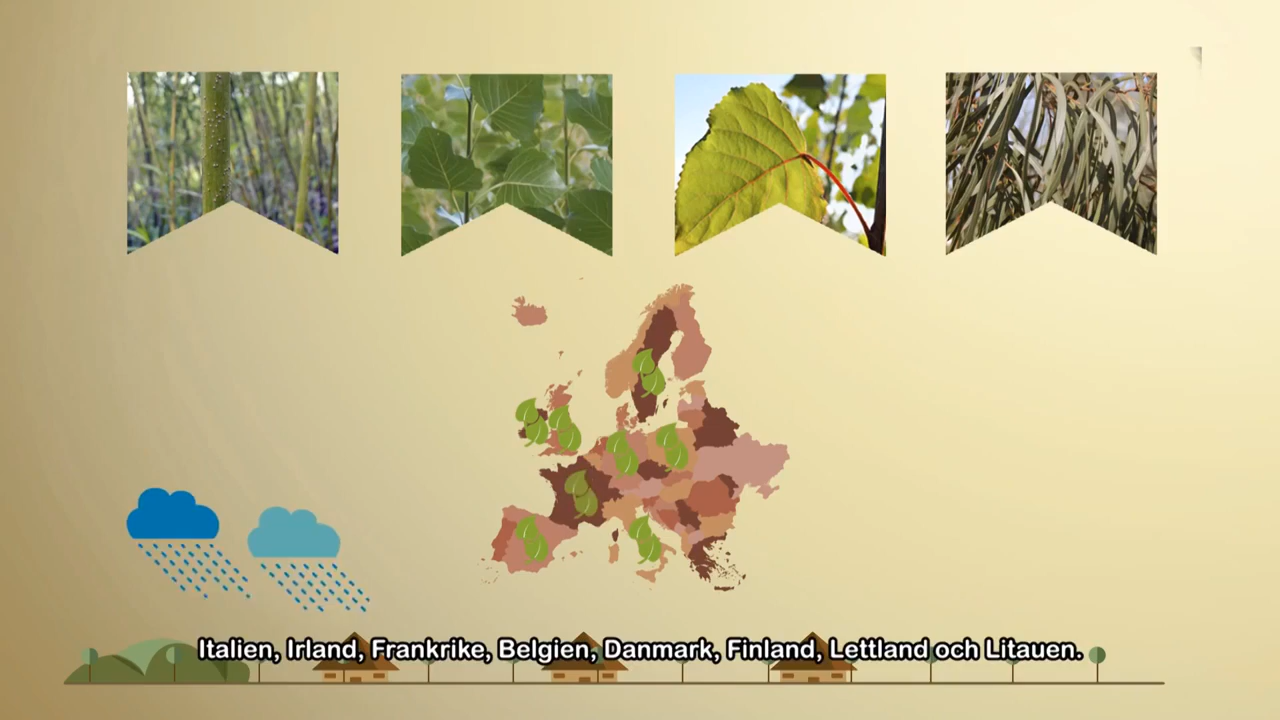 Italien, Irland, Frankrike, Belgien, Danmark, Finland, Lettland och Litauen.